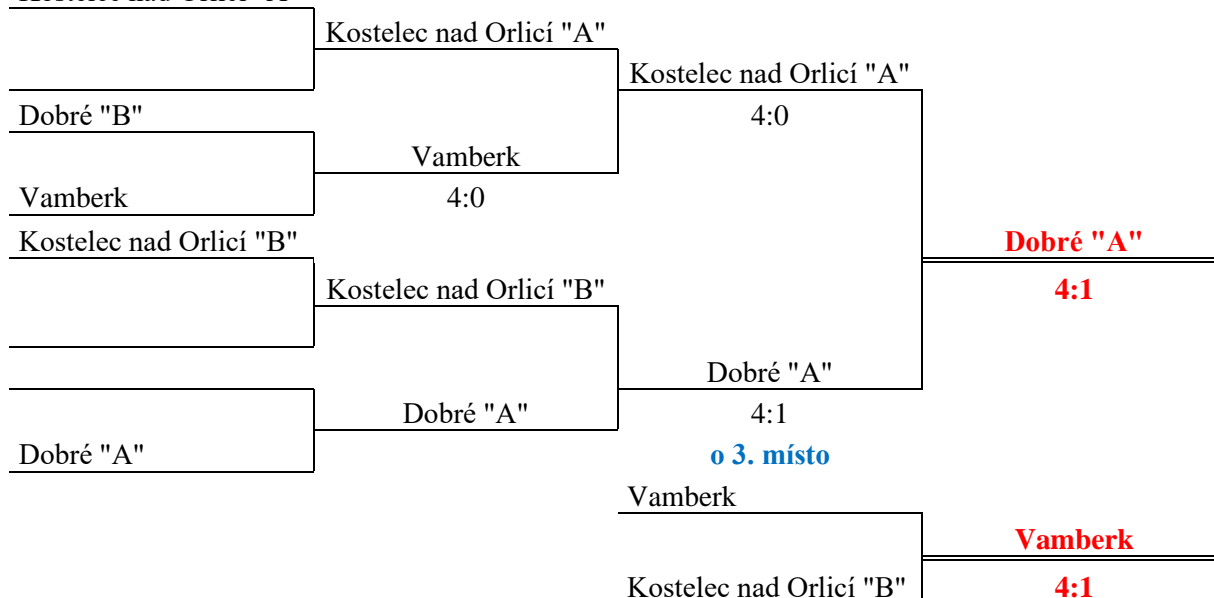 Kostelec nad Orlicí "A"
Kostelec nad Orlicí "A"
Dobré "B"
4:0
Vamberk
Vamberk
4:0
Kostelec nad Orlicí "B"
Dobré "A"
Kostelec nad Orlicí "B"
4:1
Dobré "A"
Dobré "A"
4:1
Dobré "A"
o 3. místo
Vamberk
Vamberk
Kostelec nad Orlicí "B"
4:1